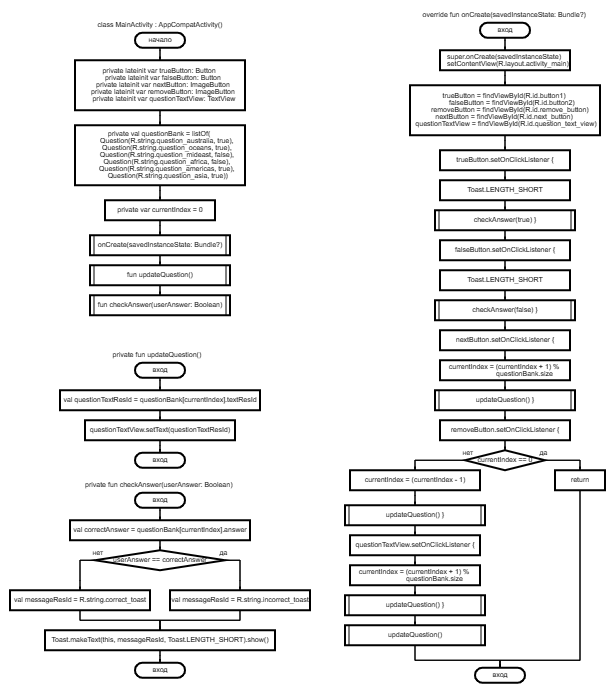 class MainActivity : AppCompatActivity()
начало
private lateinit var trueButton: Button
private lateinit var falseButton: Button
private lateinit var nextButton: ImageButton
private lateinit var removeButton: ImageButton
private lateinit var questionTextView: TextView
private val questionBank = listOf(
Question(R.string.question_australia, true),
Question(R.string.question_oceans, true),
Question(R.string.question_mideast, false),
Question(R.string.question_africa, false),
Question(R.string.question_americas, true),
Question(R.string.question_asia, true))
private var currentIndex = 0
onCreate(savedInstanceState: Bundle?)
fun updateQuestion()
fun checkAnswer(userAnswer: Boolean)
private fun updateQuestion()
вход
val questionTextResId = questionBank[currentIndex].textResId
questionTextView.setText(questionTextResId)
вход
private fun checkAnswer(userAnswer: Boolean)
вход
val correctAnswer = questionBank[currentIndex].answer
нет
да
userAnswer == correctAnswer
val messageResId = R.string.correct_toast
val messageResId = R.string.incorrect_toast
Toast.makeText(this, messageResId, Toast.LENGTH_SHORT).show()
вход
override fun onCreate(savedInstanceState: Bundle?)
вход
super.onCreate(savedInstanceState)
setContentView(R.layout.activity_main)
trueButton = findViewById(R.id.button1)
falseButton = findViewById(R.id.button2)
removeButton = findViewById(R.id.remove_button)
nextButton = findViewById(R.id.next_button)
questionTextView = findViewById(R.id.question_text_view)
trueButton.setOnClickListener {
Toast.LENGTH_SHORT
checkAnswer(true) }
falseButton.setOnClickListener {
Toast.LENGTH_SHORT
checkAnswer(false) }
nextButton.setOnClickListener {
currentIndex = (currentIndex + 1) %
questionBank.size
updateQuestion() }
removeButton.setOnClickListener {
нет
да
currentIndex == 0
currentIndex = (currentIndex - 1)
return
updateQuestion() }
questionTextView.setOnClickListener {
currentIndex = (currentIndex + 1) %
questionBank.size
updateQuestion() }
updateQuestion()
вход